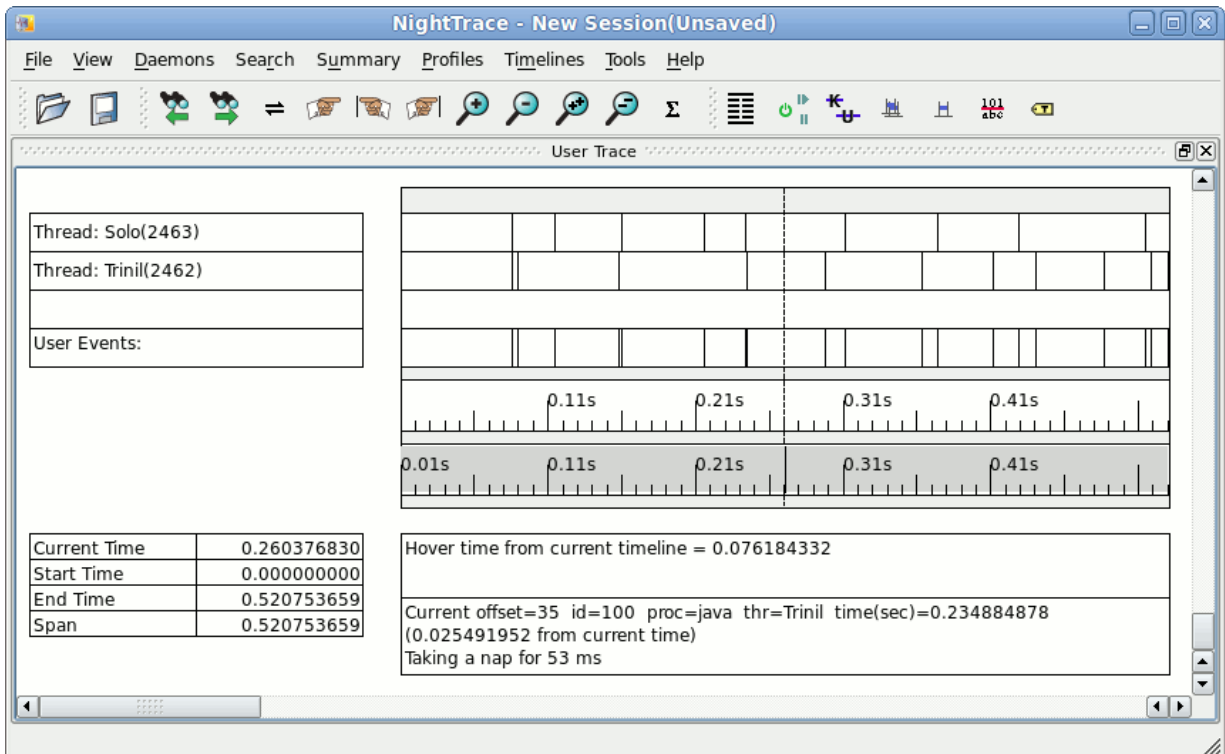 NightTrace - New Session(Unsaved)
File View Daemons Search Summary Profiles Timelines Tools Help
Σ K U 101 abc T
User Trace
Thread: Solo(2463)
Thread: Trinil(2462)
User Events:
0.11s 0.21s 0.31s 0.41s
0.01s 0.11s 0.21s 0.31s 0.41s
Current Time 0.260376830
Start Time 0.000000000
End Time 0.520753659
Span 0.520753659
Hover time from current timeline = 0.076184332
Current offset=35 id=100 proc=java thr=Trinil time(sec)=0.234884878
(0.025491952 from current time)
Taking a nap for 53 ms